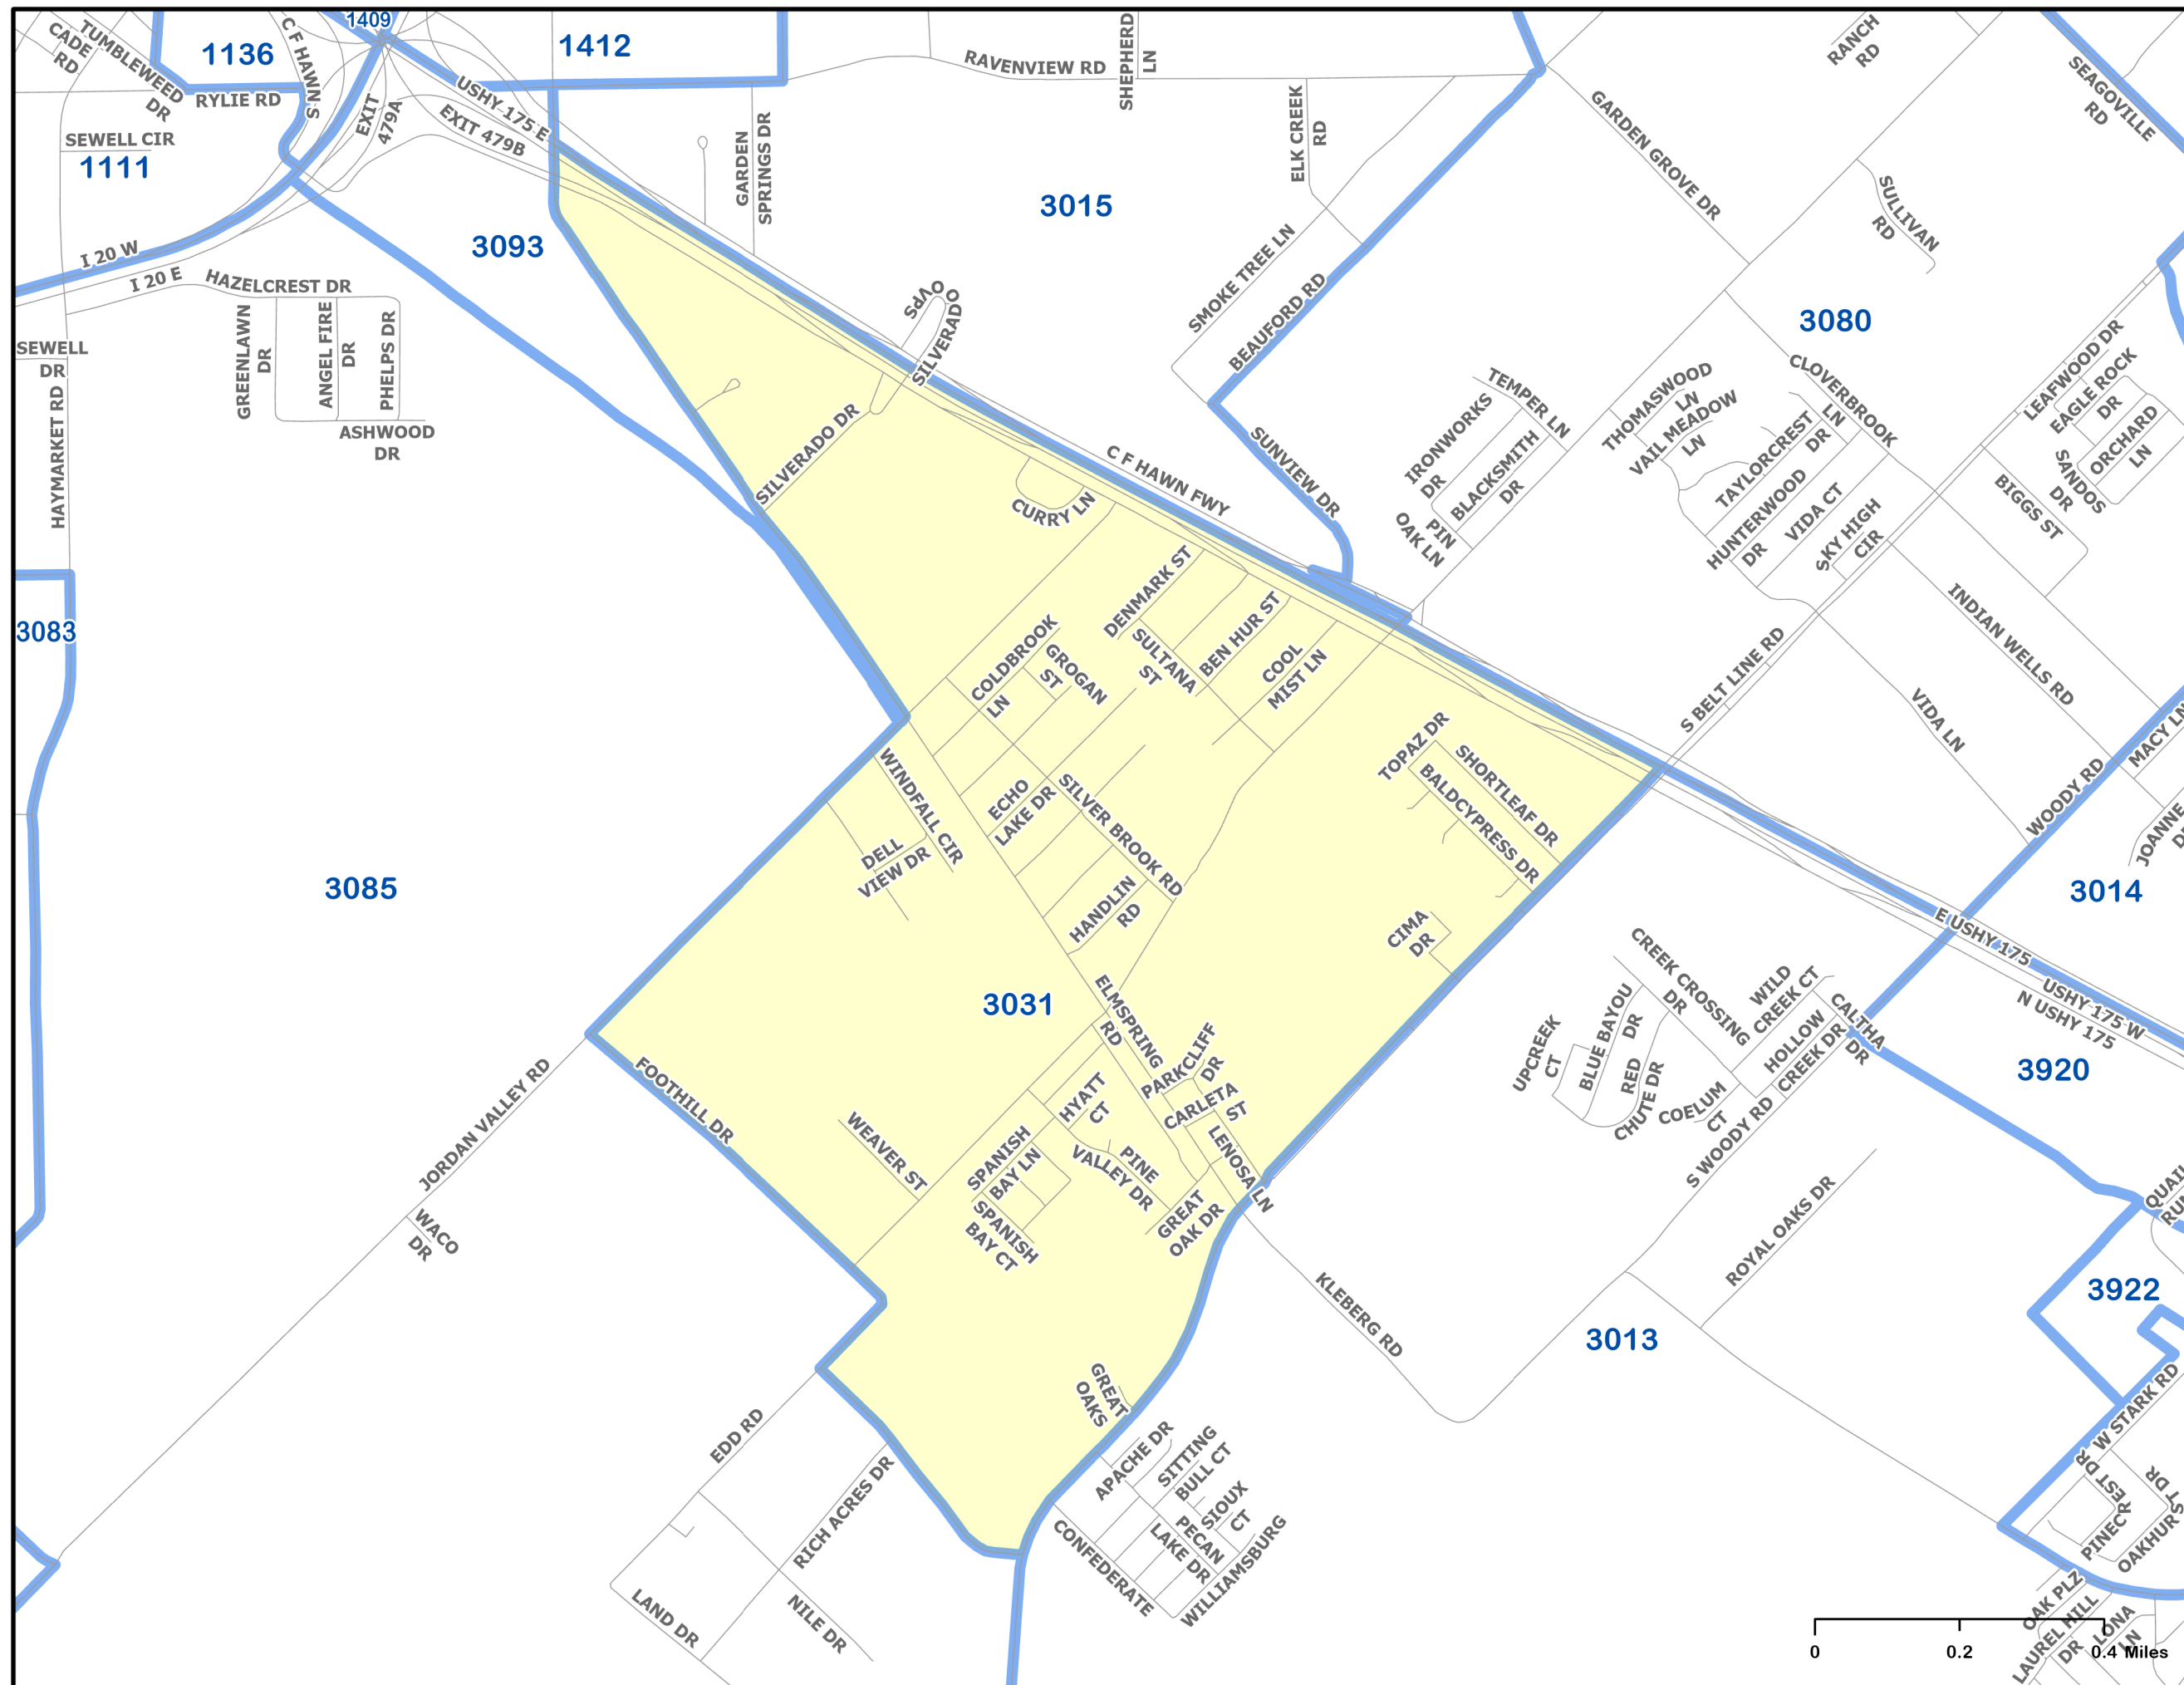 CADE
RD
TUMBLEWEED
DR
1136
C F HAWN S
1409
1412
RYLIE RD
SEWELL CIR
1111
EXIT
479A
USHY 175 E
EXIT 479B
RAVENVIEW RD
SHEPHERD
LN
GARDEN
SPRINGS DR
ELK CREEK
RD
3015
3093
I 20 W
I 20 E
HAZELCREST DR
GREENLAWN
DR
ANGEL FIRE
DR
PHELPS DR
ASHWOOD
DR
SEWELL
DR
HAYMARKET RD
3083
OVPS
SILVERADO
SILVERADO DR
SMOKE TREE LN
BEAUFORD RD
SUNVIEW DR
C F HAWN FWY
CURRY LN
RANCH
RD
SEAGOVILLE
RD
GARDEN GROVE DR
SULLIVAN
RD
3080
TEMPER LN
IRONWORKS
DR
BLACKSMITH
DR
PIN
OAK LN
THOMASWOOD
LN
VAIL MEADOW
LN
CLOVERBROOK
LN
TAYLORCREST
DR
HUNTERWOOD
DR
VIDA CT
SKY HIGH
CIR
LEAFWOOD DR
EAGLE ROCK
DR
ORCHARD
LN
SANDOS
DR
BIGGS ST
INDIAN WELLS RD
S BELT LINE RD
VIDA LN
WOODY RD
MACY LN
JOANNE
3014
DENMARK ST
SULTANA
ST
BEN HUR ST
COOL
MIST LN
COLDBROOK
LN
GROGAN
ST
TOPAZ DR
SHORTLEAF DR
BALDCYPRESS DR
CIMA
DR
WINDFALL CIR
DELL
VIEW DR
ECHO
LAKE DR
SILVER BROOK RD
HANDLIN
RD
3085
3031
ELMSPRING
RD
PARKCLIFF
DR
CARLETA
ST
LENOSA LN
HYATT
CT
PINE
VALLEY DR
SPANISH
BAY LN
SPANISH
BAY CT
GREAT
OAK DR
WEAVER ST
FOOTHILL DR
JORDAN VALLEY RD
WACO
DR
E USHY 175
USHY 175 W
N USHY 175
3920
CREEK CROSSING
DR
WILD
CREEK CT
CALTHA
DR
HOLLOW
CREEK DR
UPCREEK
CT
BLUE BAYOU
DR
RED
CHUTE DR
COELUM
CT
S WOODY RD
ROYAL OAKS DR
KLEBERG RD
3013
3922
QUAIL
W STARK RD
GREAT
OAKS
EDD RD
RICH ACRES DR
LAND DR
NILE DR
APACHE DR
SITTING
BULL CT
SIOUX
CT
PECAN
LAKE DR
CONFEDERATE
WILLIAMSBURG
PINECREST DR
OAK PLZ
LAUREL HILL
DR
LONA
LN
0
0.2
0.4 Miles